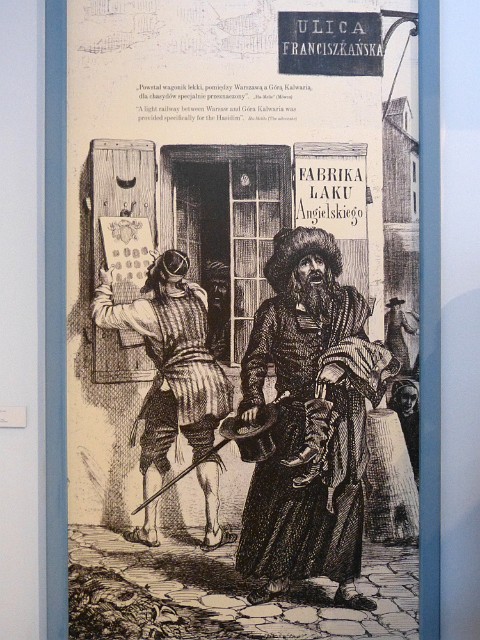 ULICA
FRANCISZKAŃSKA
„Powstał wagonik lekki, pomiędzy Warszawą a Górą Kalwarią,
dla chasydów specjalnie przeznaczony”.
“A light railway between Warsaw and Góra Kalwaria was
provided specifically for the Hasidim”.
FABRIKA
LAKU
Angielskiego